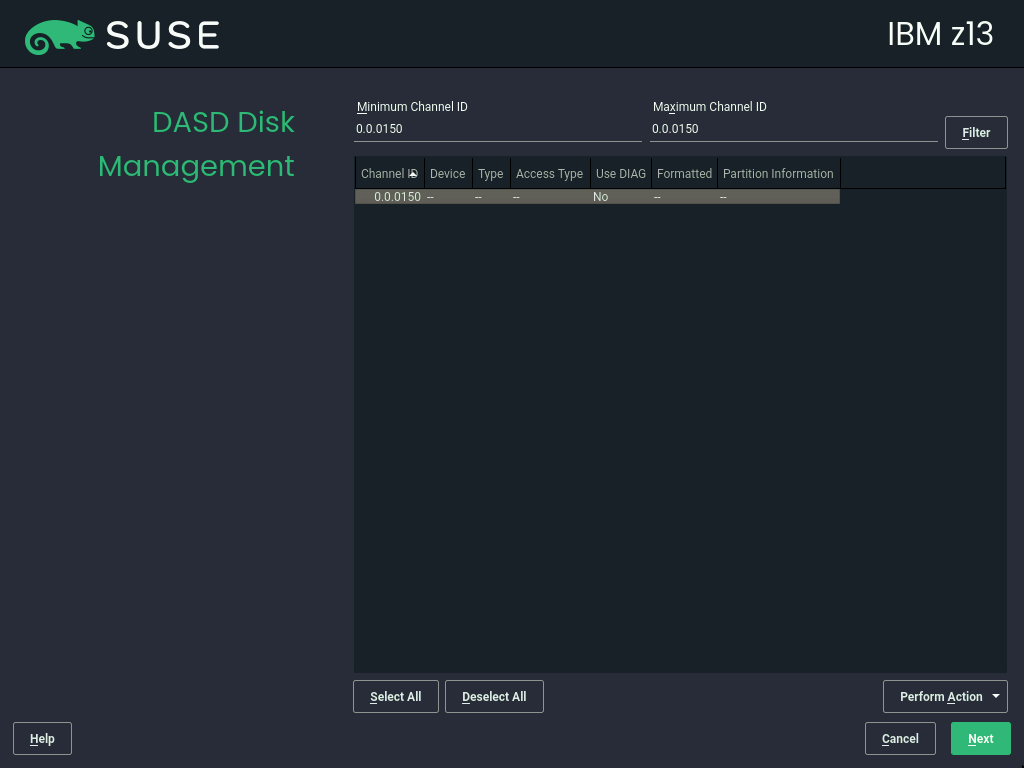 SUSE
IBM z13
DASD Disk
Management
Minimum Channel ID
Maximum Channel ID
0.0.0150
0.0.0150
Filter
Channel ID Device Type Access Type Use DIAG Formatted Partition Information
0.0.0150 -- -- -- No -- --
Select All Deselect All Perform Action
Help Cancel Next